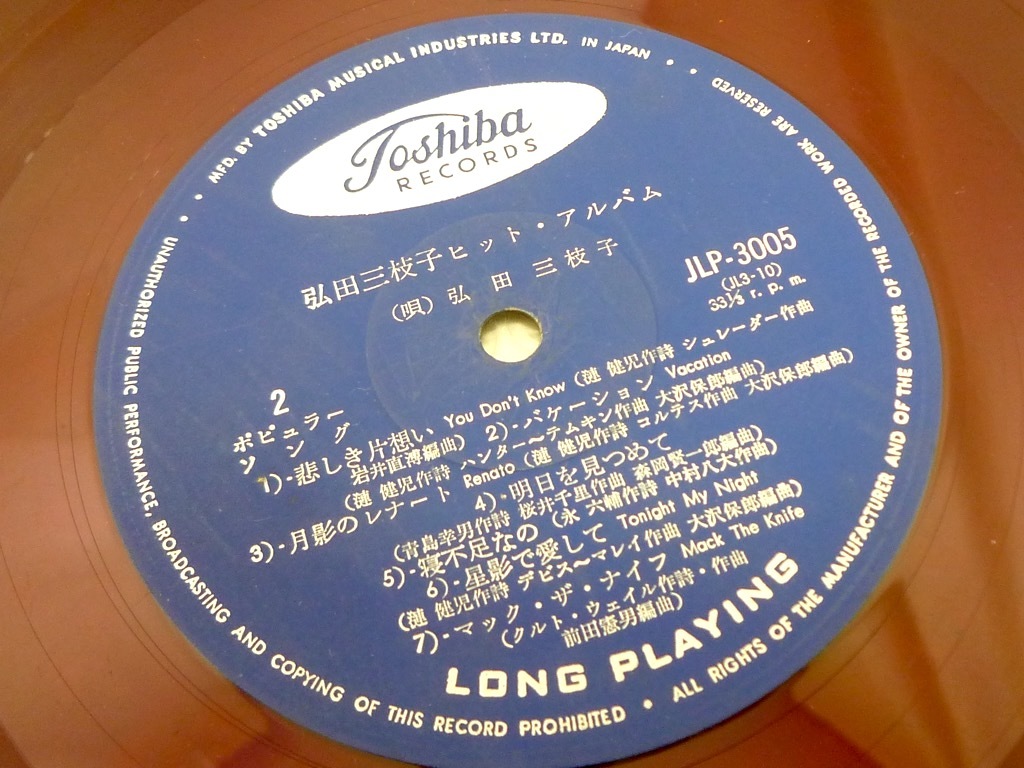 MFD. BY TOSHIBA MUSICAL INDUSTRIES LTD. IN JAPAN
Toshiba
RECORDS
弘田三枝子ヒット・アルバム
(唄) 弘田三枝子
JLP-3005
(JL3-10)
33⅓ r. p. m.
2
ポピュラー
ソング
1)・悲しき片想い You Don't Know (漣 健児作詩 シュレーダー作曲
岩井直溥編曲) 2)・バケーション Vacation
(漣 健児作詩 ハンター〜テムキン作曲 大沢保郎編曲)
3)・月影のレナート Renato (漣 健児作詩 コルテス作曲 大沢保郎編曲)
4)・明日を見つめて
(青島幸男作詩 桜井千里作曲 森岡賢一郎編曲)
5)・寝不足なの (永 六輔作詩 中村八大作曲)
6)・星影で愛して Tonight My Night
(漣 健児作詩 デビス〜マレイ作曲 大沢保郎編曲)
7)・マック・ザ・ナイフ Mack The Knife
(クルト・ウェイル作詩・作曲
前田憲男編曲)
LONG PLAYING
ALL RIGHTS OF THE MANUFACTURER AND OF THE OWNER OF THE RECORDED WORK ARE RESERVED
UNAUTHORIZED PUBLIC PERFORMANCE, BROADCASTING AND COPYING OF THIS RECORD PROHIBITED